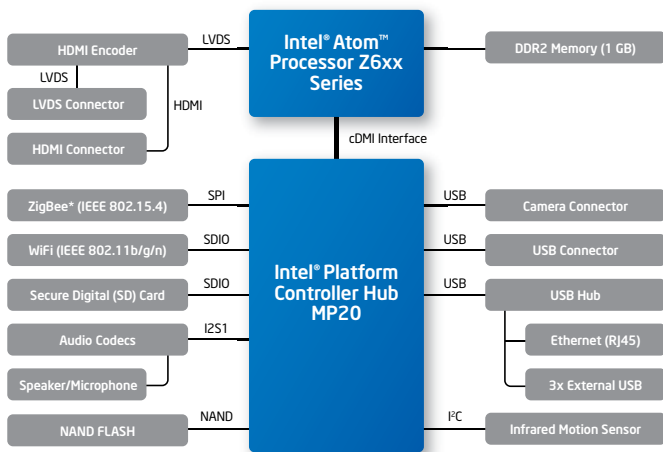 HDMI Encoder
LVDS
Intel® Atom™
Processor Z6xx
Series
DDR2 Memory (1 GB)
LVDS
LVDS Connector
HDMI
HDMI Connector
cDMI Interface
ZigBee* (IEEE 802.15.4)
SPI
USB
Camera Connector
WiFi (IEEE 802.11b/g/n)
SDIO
USB
USB Connector
Secure Digital (SD) Card
SDIO
Intel® Platform
Controller Hub
MP20
USB
USB Hub
Audio Codecs
I2S1
Ethernet (RJ45)
Speaker/Microphone
3x External USB
NAND FLASH
NAND
I²C
Infrared Motion Sensor